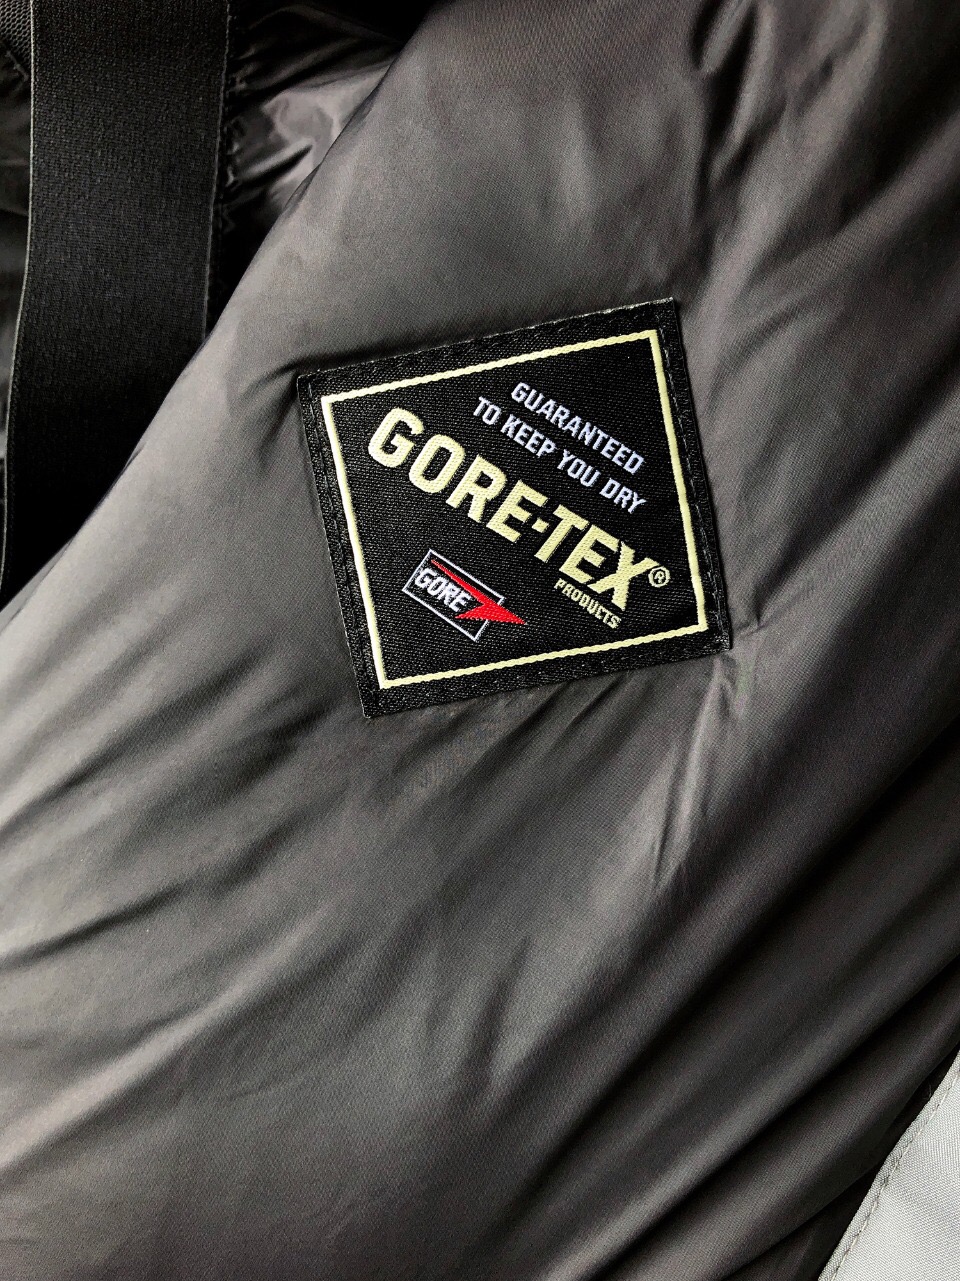 GUARANTEED
TO KEEP YOU DRY
GORE-TEX®
PRODUCTS
GORE